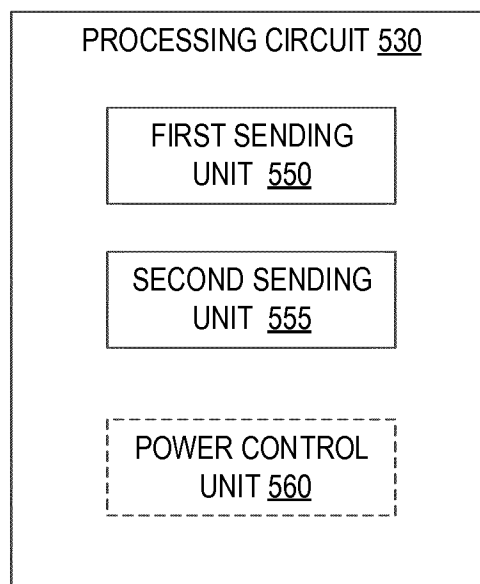 PROCESSING CIRCUIT 530
FIRST SENDING
UNIT 550
SECOND SENDING
UNIT 555
POWER CONTROL
UNIT 560